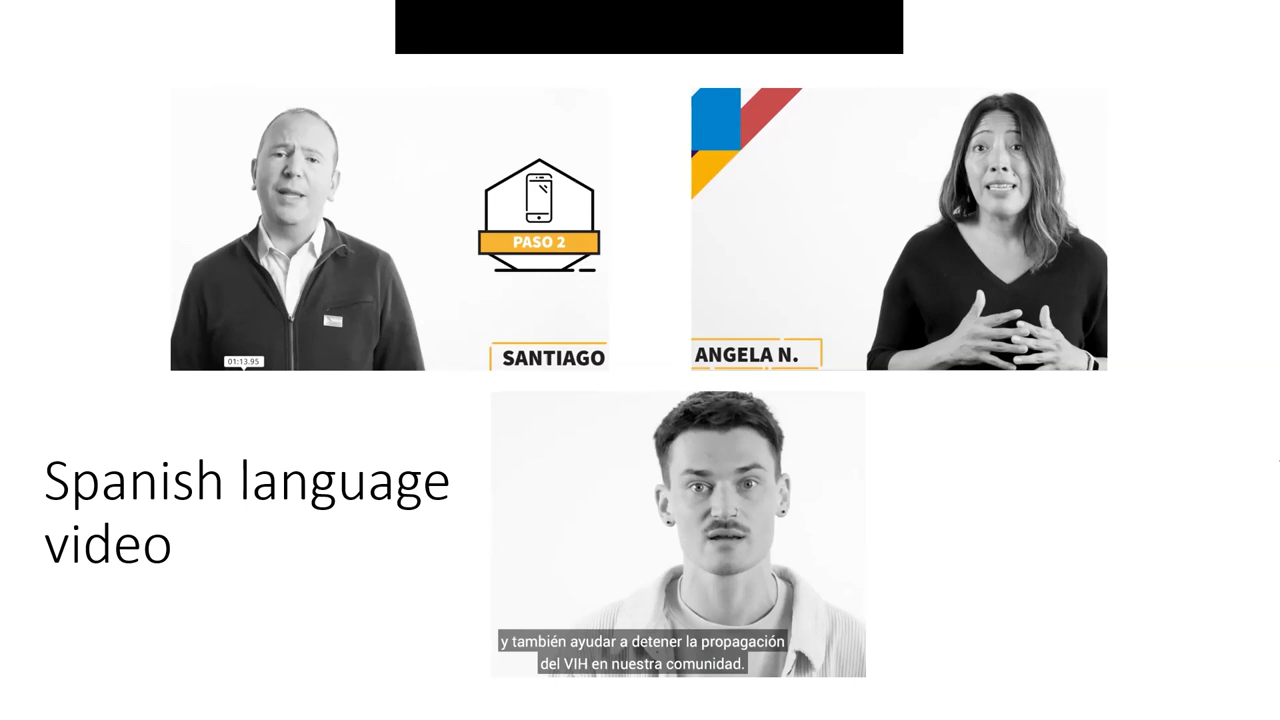 PASO 2
01:13.95
SANTIAGO
ANGELA N.
Spanish language
video
y también ayudar a detener la propagación
del VIH en nuestra comunidad.